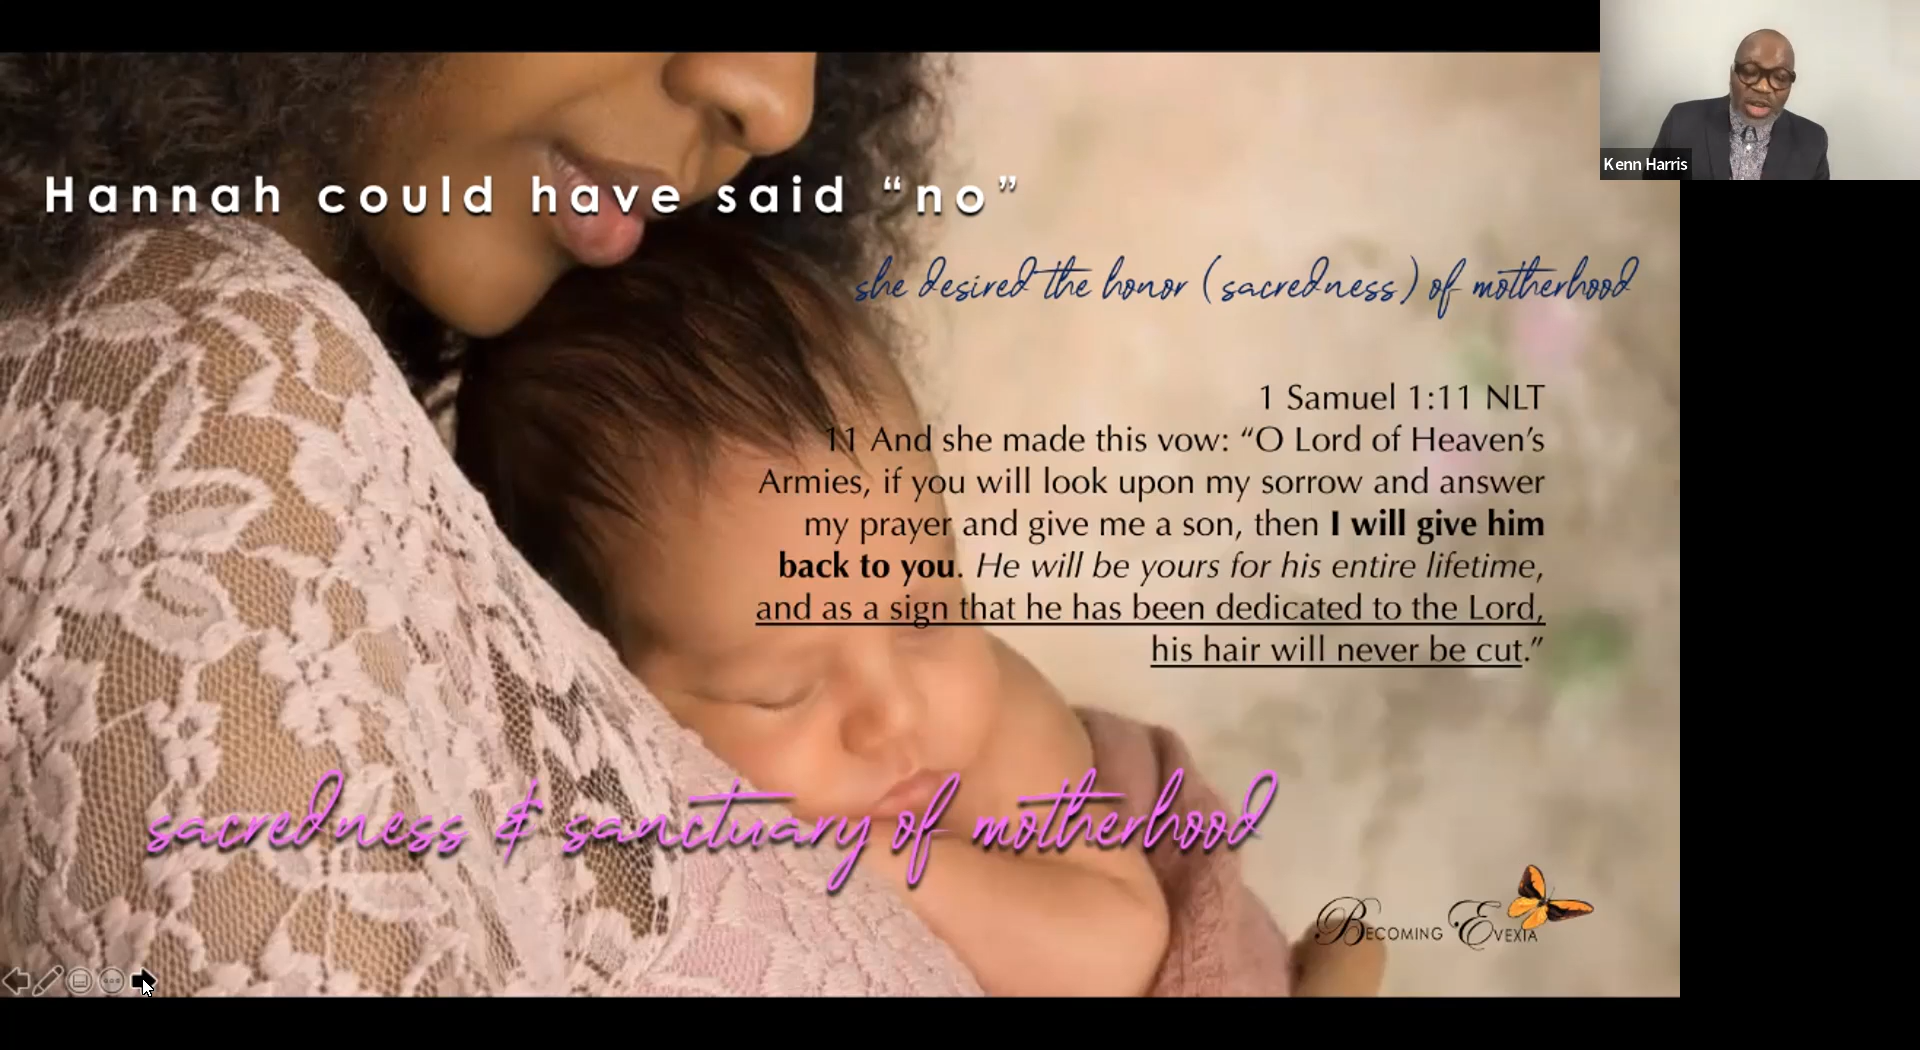 Kenn Harris
Hannah could have said “no”
she desired the honor (sacredness) of motherhood
1 Samuel 1:11 NLT
11 And she made this vow: “O Lord of Heaven’s
Armies, if you will look upon my sorrow and answer
my prayer and give me a son, then I will give him
back to you. He will be yours for his entire lifetime,
and as a sign that he has been dedicated to the Lord,
his hair will never be cut.”
sacredness & sanctuary of motherhood
Becoming Evexia